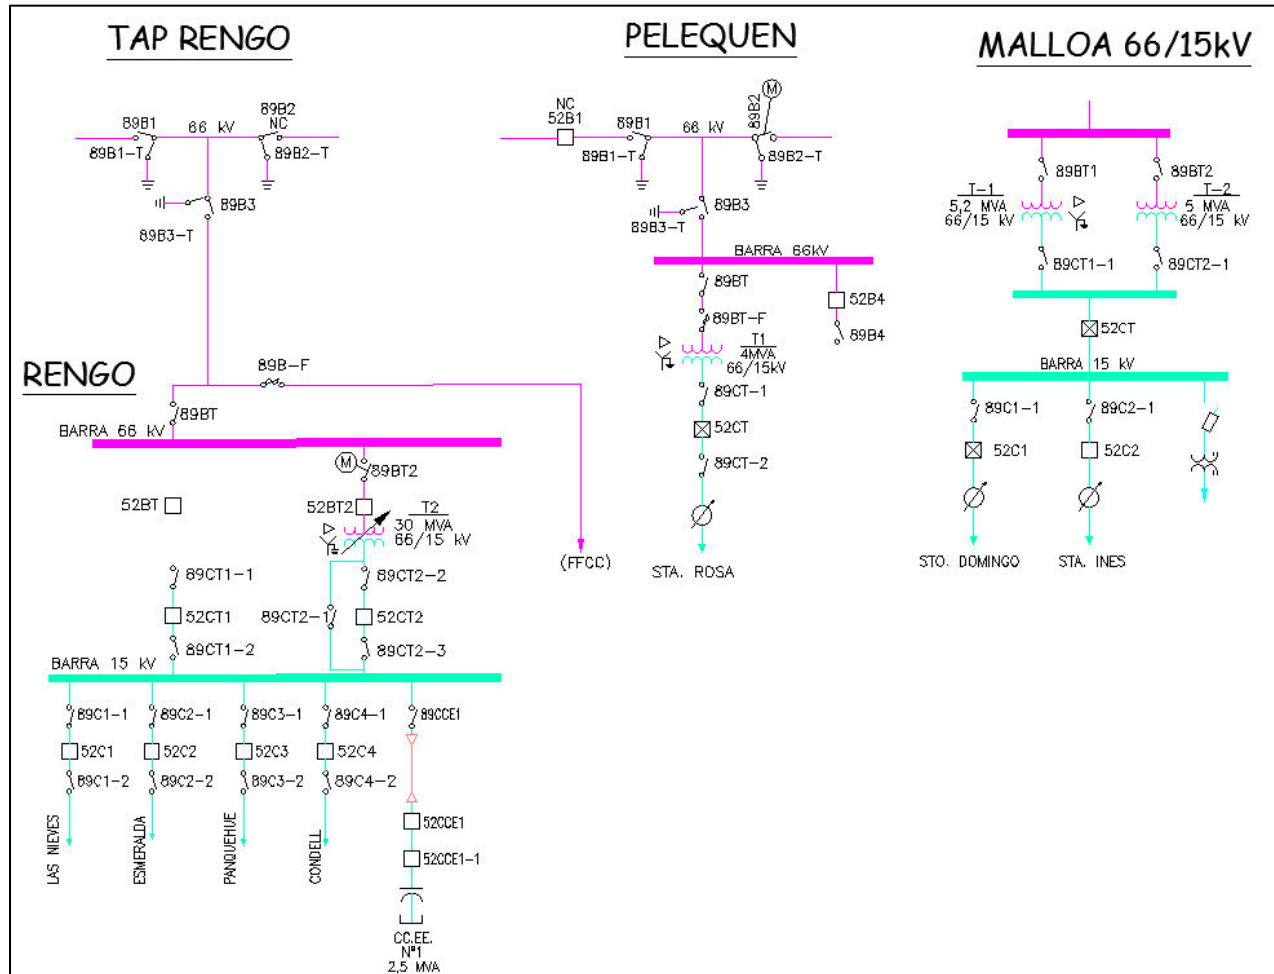 TAP RENGO
89B1
66 kV
89B2
NC
89B1-T
89B2-T
89B3
89B3-T
89B-F
RENGO
89BT
BARRA 66 kV
M
89BT2
52BT
52BT2
T2
30 MVA
66/15 kV
(FFCC)
89CT1-1
89CT2-2
52CT1
89CT2-1
52CT2
89CT1-2
89CT2-3
BARRA 15 kV
89C1-1
89C2-1
89C3-1
89C4-1
89CCE1
52C1
52C2
52C3
52C4
89C1-2
89C2-2
89C3-2
89C4-2
LAS NIEVES
ESMERALDA
PANQUEHUE
CONDELL
52CCE1
52CCE1-1
CC.EE.
Nº1
2,5 MVA
PELEQUEN
NC
52B1
89B1
66 kV
89B2
M
89B1-T
89B2-T
89B3
89B3-T
BARRA 66kV
89BT
52B4
89BT-F
89B4
T1
4MVA
66/15kV
89CT-1
52CT
89CT-2
STA. ROSA
MALLOA 66/15kV
89BT1
89BT2
T-1
5,2 MVA
66/15 kV
T-2
5 MVA
66/15 kV
89CT1-1
89CT2-1
52CT
BARRA 15 kV
89C1-1
89C2-1
52C1
52C2
STO. DOMINGO
STA. INES